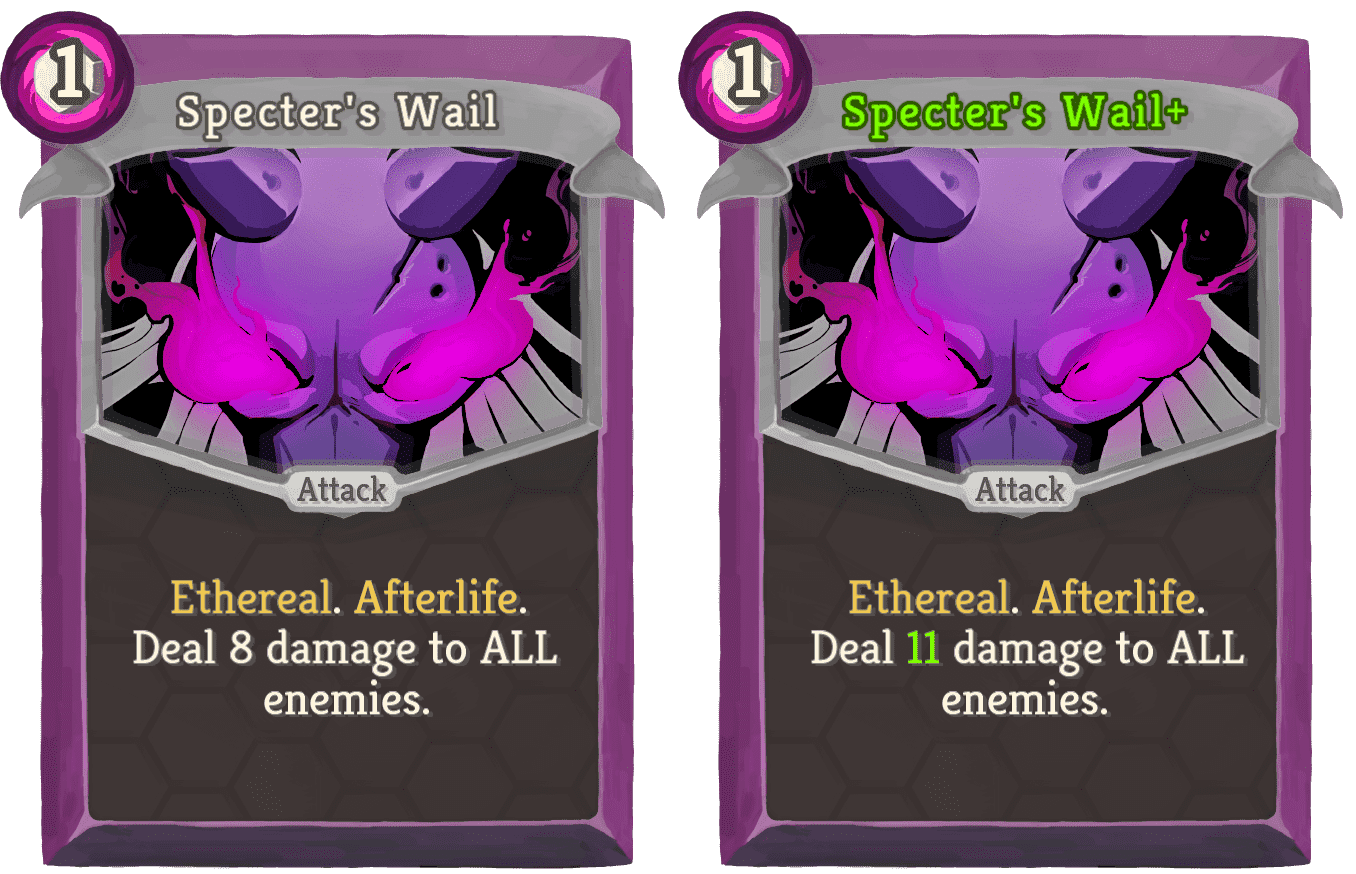 1
Specter's Wail
Attack
Ethereal. Afterlife.
Deal 8 damage to ALL
enemies.
1
Specter's Wail+
Attack
Ethereal. Afterlife.
Deal 11 damage to ALL
enemies.